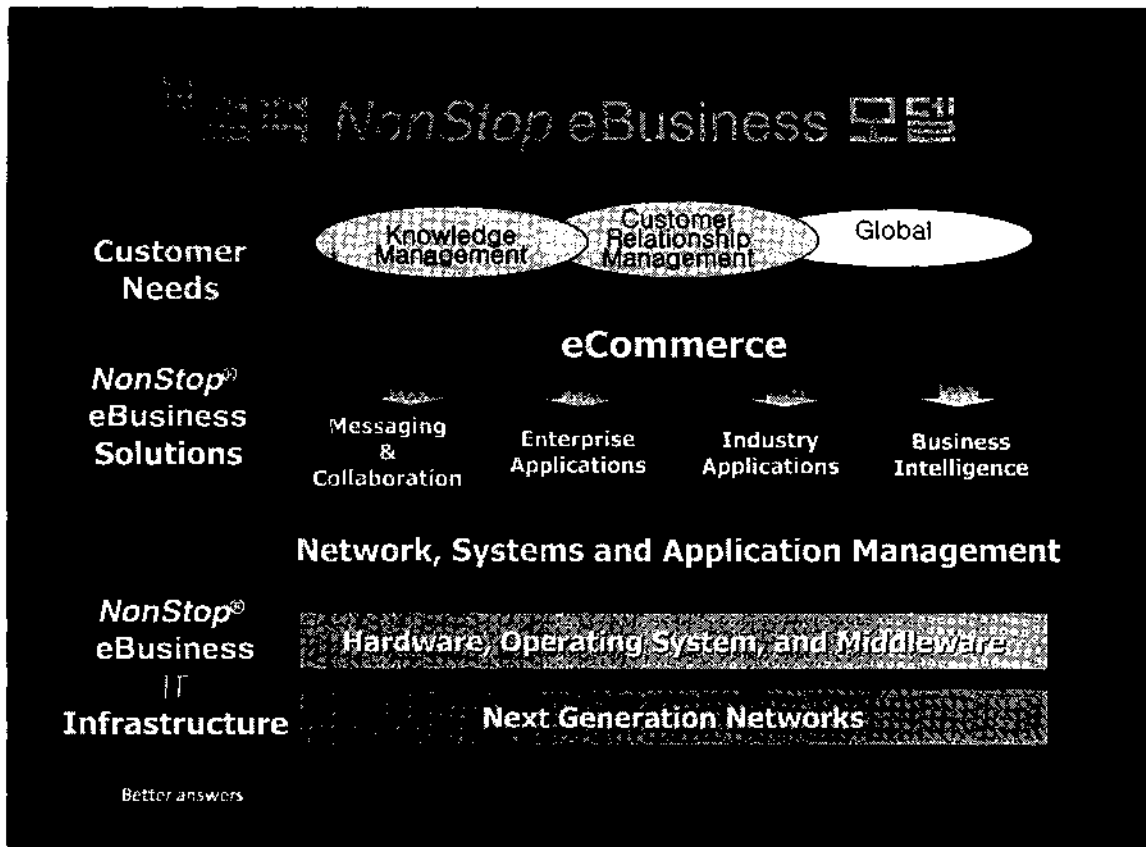 NonStop eBusiness
Customer
Needs
Knowledge
Management
Customer
Relationship
Management
Global
eCommerce
NonStop®
eBusiness
Solutions
Messaging
&
Collaboration
Enterprise
Applications
Industry
Applications
Business
Intelligence
Network, Systems and Application Management
NonStop®
eBusiness
IT
Infrastructure
Hardware, Operating System, and Middleware
Next Generation Networks
Better answers